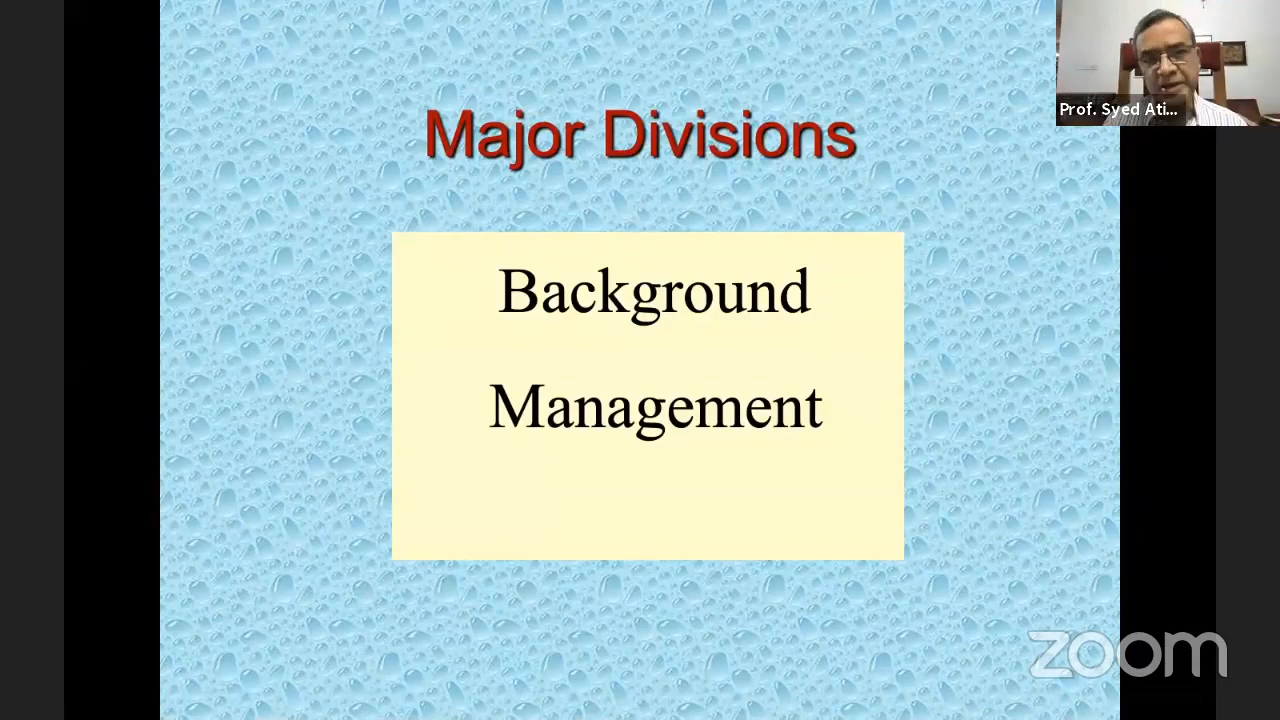 Prof. Syed Ati...
Major Divisions
Background
Management
zoom